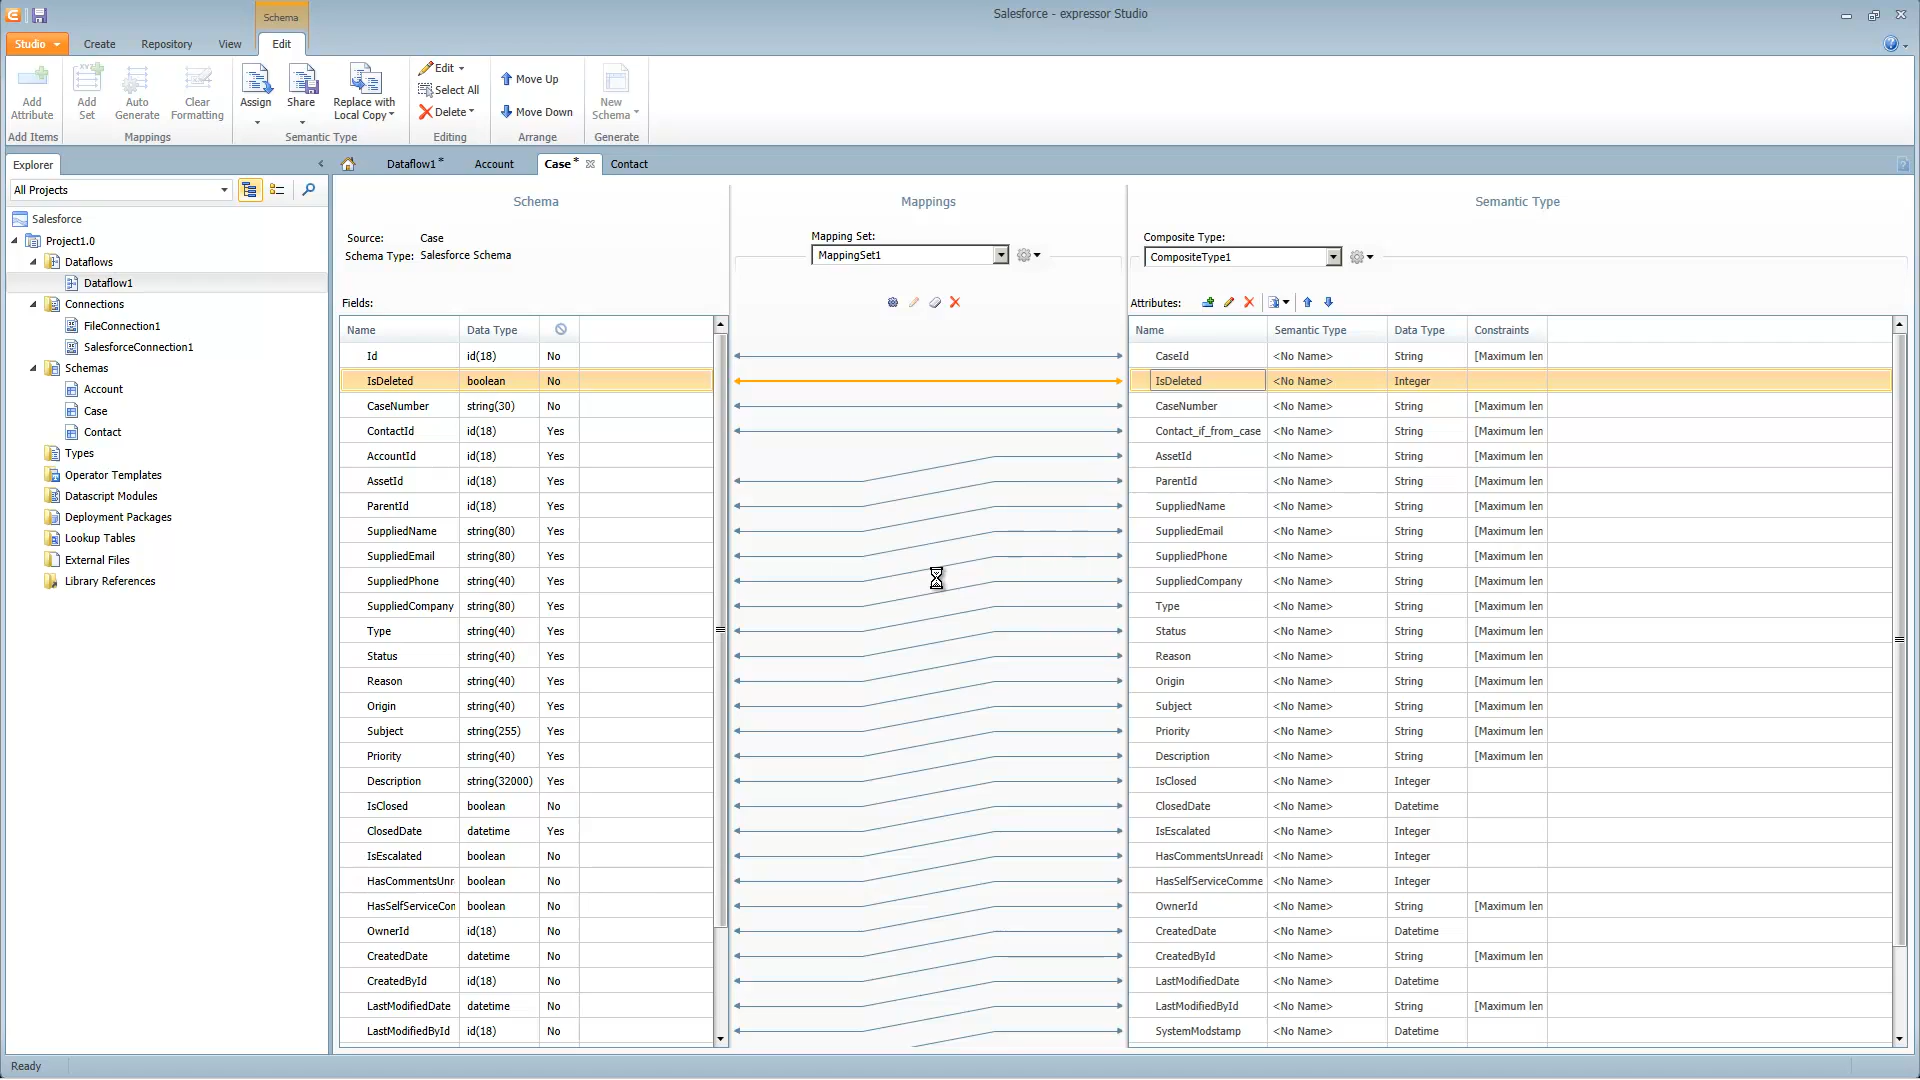 Schema
Salesforce - expressor Studio
Studio
Create
Repository
View
Edit
Add Attribute
Add Set
Auto Generate
Clear Formatting
Assign
Share
Replace with Local Copy
Edit
Select All
Delete
Move Up
Move Down
New Schema
Add Items
Mappings
Semantic Type
Editing
Arrange
Generate
Explorer
Dataflow1 *
Account
Case *
Contact
All Projects
Salesforce
Project1.0
Dataflows
Dataflow1
Connections
FileConnection1
SalesforceConnection1
Schemas
Account
Case
Contact
Types
Operator Templates
Datascript Modules
Deployment Packages
Lookup Tables
External Files
Library References
Schema
Source: Case
Schema Type: Salesforce Schema
Fields:
Name Data Type
Id id(18) No
IsDeleted boolean No
CaseNumber string(30) No
ContactId id(18) Yes
AccountId id(18) Yes
AssetId id(18) Yes
ParentId id(18) Yes
SuppliedName string(80) Yes
SuppliedEmail string(80) Yes
SuppliedPhone string(40) Yes
SuppliedCompany string(80) Yes
Type string(40) Yes
Status string(40) Yes
Reason string(40) Yes
Origin string(40) Yes
Subject string(255) Yes
Priority string(40) Yes
Description string(32000) Yes
IsClosed boolean No
ClosedDate datetime Yes
IsEscalated boolean No
HasCommentsUnr boolean No
HasSelfServiceCon boolean No
OwnerId id(18) No
CreatedDate datetime No
CreatedById id(18) No
LastModifiedDate datetime No
LastModifiedById id(18) No
Mappings
Mapping Set:
MappingSet1
Semantic Type
Composite Type:
CompositeType1
Attributes:
Name Semantic Type Data Type Constraints
CaseId <No Name> String [Maximum len
IsDeleted <No Name> Integer
CaseNumber <No Name> String [Maximum len
Contact_if_from_case <No Name> String [Maximum len
AssetId <No Name> String [Maximum len
ParentId <No Name> String [Maximum len
SuppliedName <No Name> String [Maximum len
SuppliedEmail <No Name> String [Maximum len
SuppliedPhone <No Name> String [Maximum len
SuppliedCompany <No Name> String [Maximum len
Type <No Name> String [Maximum len
Status <No Name> String [Maximum len
Reason <No Name> String [Maximum len
Origin <No Name> String [Maximum len
Subject <No Name> String [Maximum len
Priority <No Name> String [Maximum len
Description <No Name> String [Maximum len
IsClosed <No Name> Integer
ClosedDate <No Name> Datetime
IsEscalated <No Name> Integer
HasCommentsUnread <No Name> Integer
HasSelfServiceComme <No Name> Integer
OwnerId <No Name> String [Maximum len
CreatedDate <No Name> Datetime
CreatedById <No Name> String [Maximum len
LastModifiedDate <No Name> Datetime
LastModifiedById <No Name> String [Maximum len
SystemModstamp <No Name> Datetime
Ready